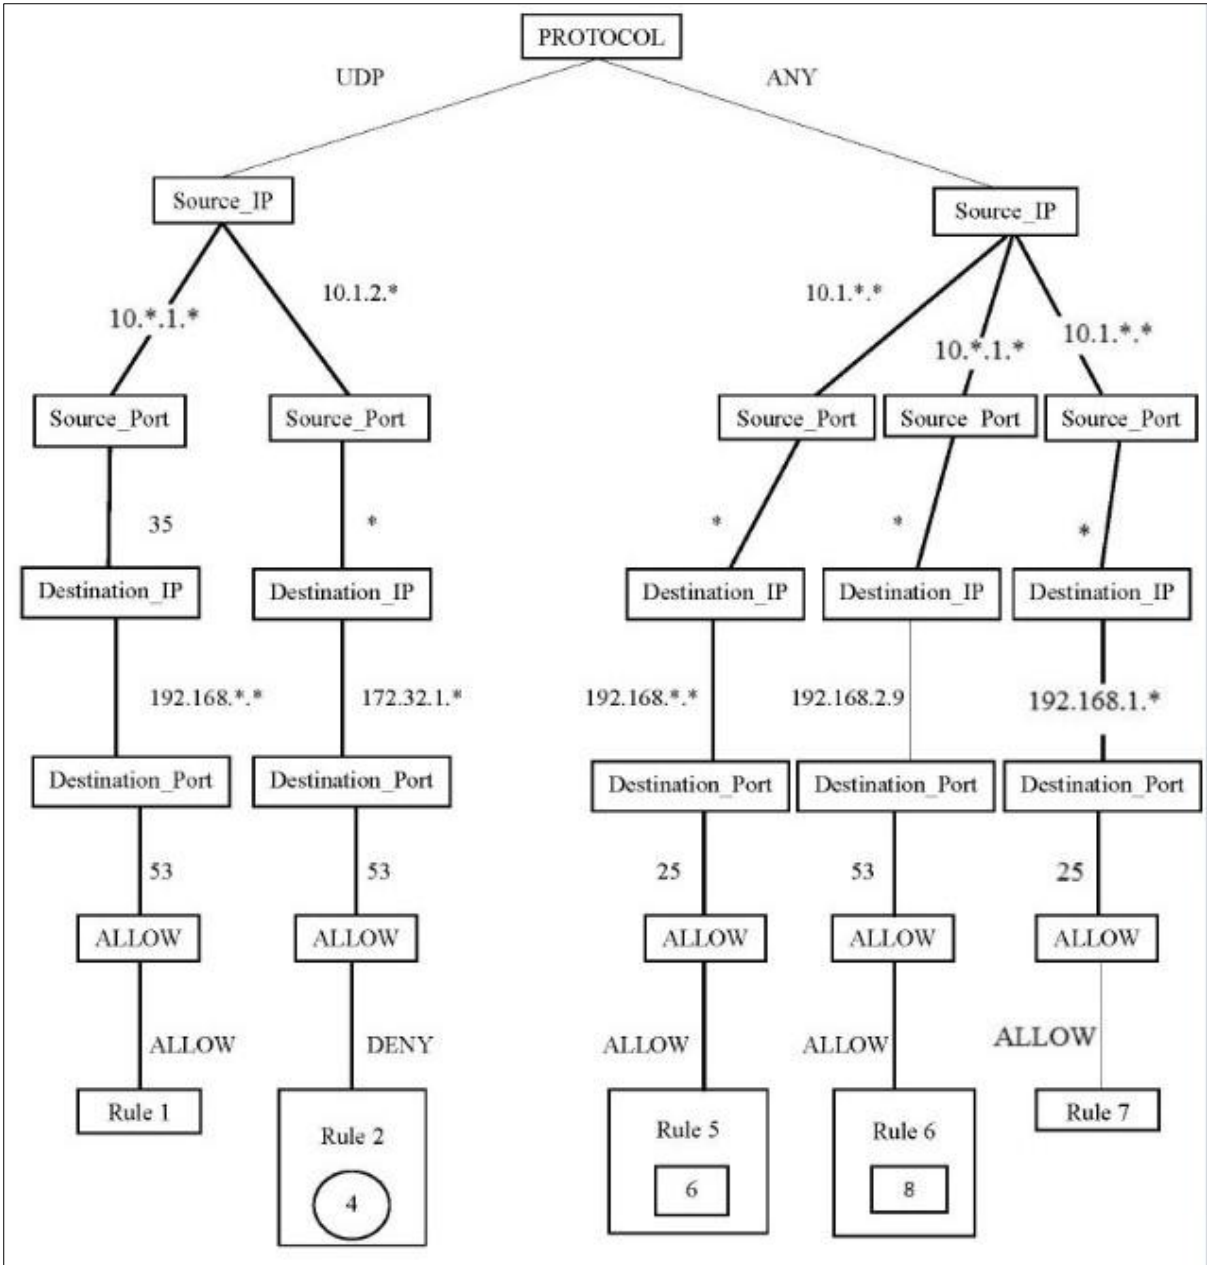 PROTOCOL
UDP
ANY
Source_IP
Source_IP
10.*.1.*
10.1.2.*
10.1.*.*
10.*.1.*
10.1.*.*
Source_Port
Source_Port
Source_Port
Source_Port
Source_Port
35
*
*
*
*
Destination_IP
Destination_IP
Destination_IP
Destination_IP
Destination_IP
192.168.*.*
172.32.1.*
192.168.*.*
192.168.2.9
192.168.1.*
Destination_Port
Destination_Port
Destination_Port
Destination_Port
Destination_Port
53
53
25
53
25
ALLOW
ALLOW
ALLOW
ALLOW
ALLOW
ALLOW
DENY
ALLOW
ALLOW
ALLOW
Rule 1
Rule 2
Rule 5
Rule 6
Rule 7
4
6
8